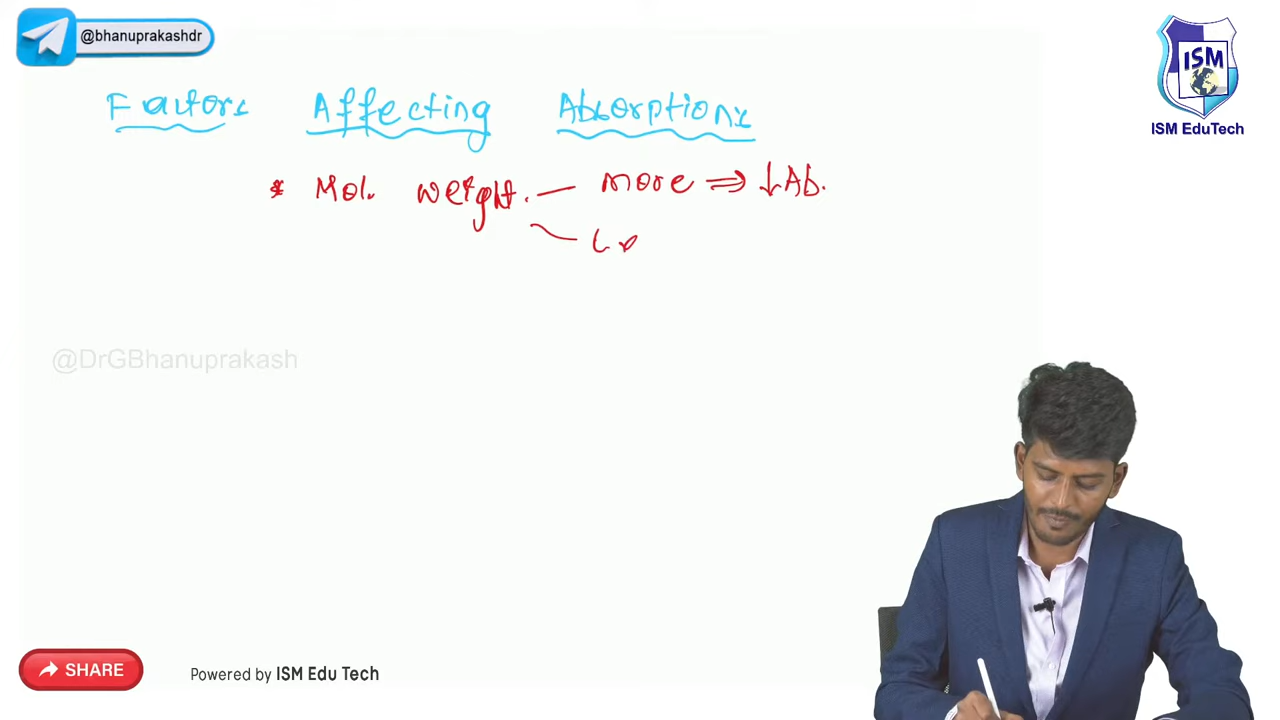 @bhanuprakashdr
ISM
ISM EduTech
Factors Affecting Absorption:
* Mol. weight. — more ⇒ ↓Ab.
@DrGBhanuprakash
SHARE
Powered by ISM Edu Tech